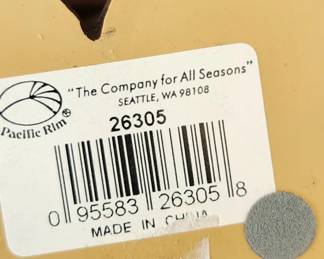 "The Company for All Seasons"
SEATTLE, WA 98108
Pacific Rim®
26305
0 95583 26305 8
MADE IN CHINA